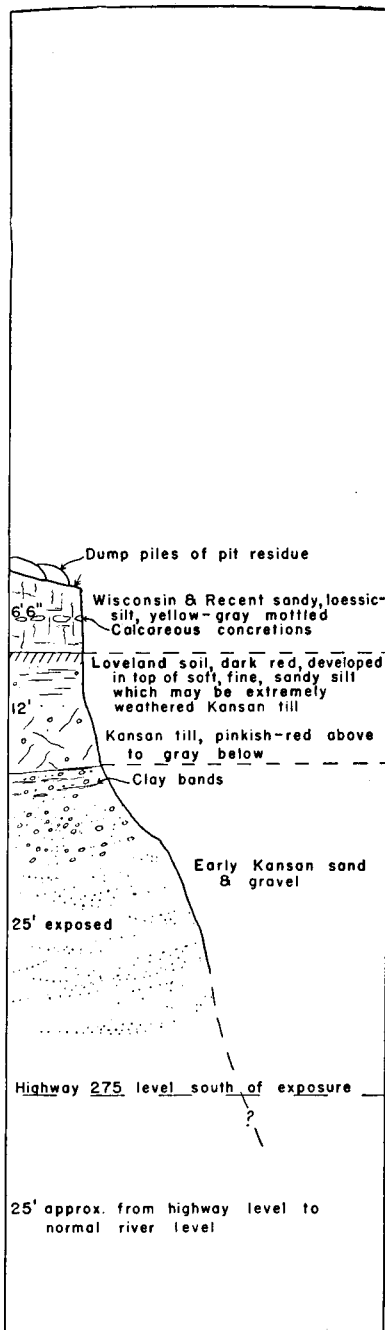 Dump piles of pit residue
Wisconsin & Recent sandy, loessic-
silt, yellow-gray mottled
6' 6"
Calcareous concretions
Loveland soil, dark red, developed
in top of soft, fine, sandy silt
which may be extremely
weathered Kansan till
12'
Kansan till, pinkish-red above
to gray below
Clay bands
Early Kansan sand
& gravel
25' exposed
Highway 275 level south of exposure
?
25' approx. from highway level to
normal river level